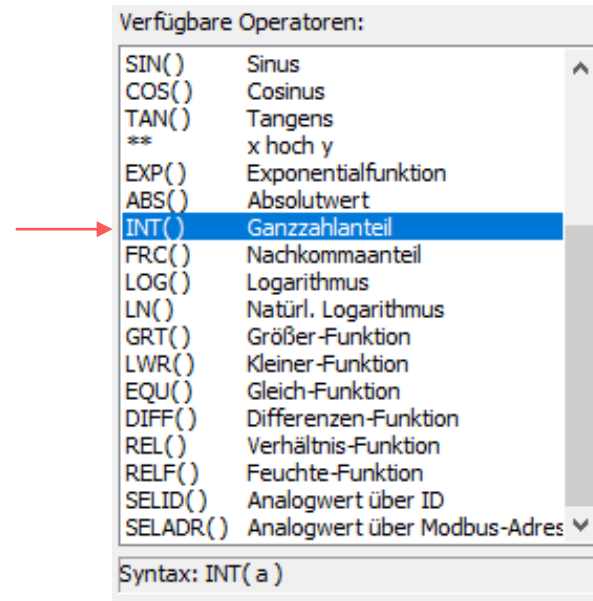 Verfügbare Operatoren:
SIN( ) Sinus
COS( ) Cosinus
TAN( ) Tangens
** x hoch y
EXP( ) Exponentialfunktion
ABS( ) Absolutwert
INT( ) Ganzzahlanteil
FRC( ) Nachkommaanteil
LOG( ) Logarithmus
LN( ) Natürl. Logarithmus
GRT( ) Größer-Funktion
LWR( ) Kleiner-Funktion
EQU( ) Gleich-Funktion
DIFF( ) Differenzen-Funktion
REL( ) Verhältnis-Funktion
RELF( ) Feuchte-Funktion
SELID( ) Analogwert über ID
SELADR( ) Analogwert über Modbus-Adres
Syntax: INT( a )